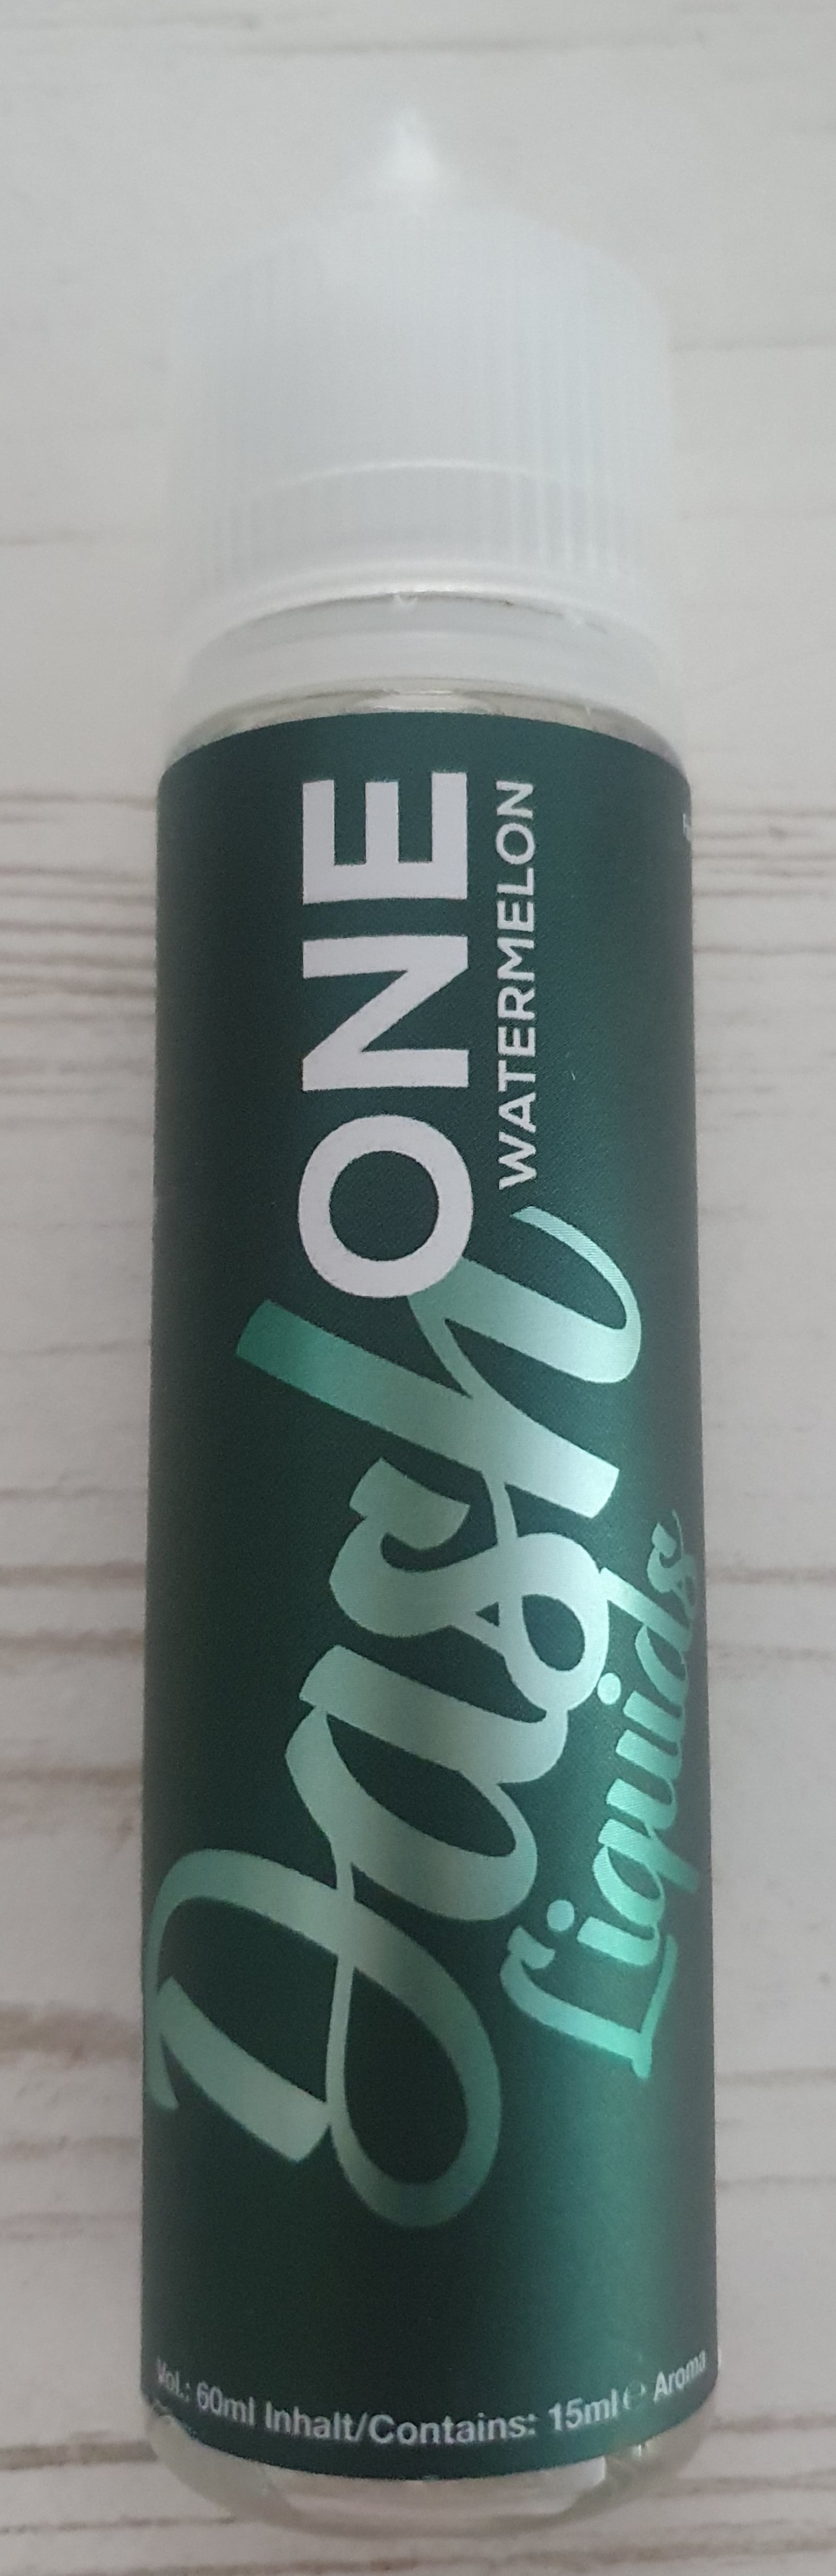 Dash
ONE
WATERMELON
Liquids
Vol.: 60ml Inhalt/Contains: 15ml ℮ Aroma